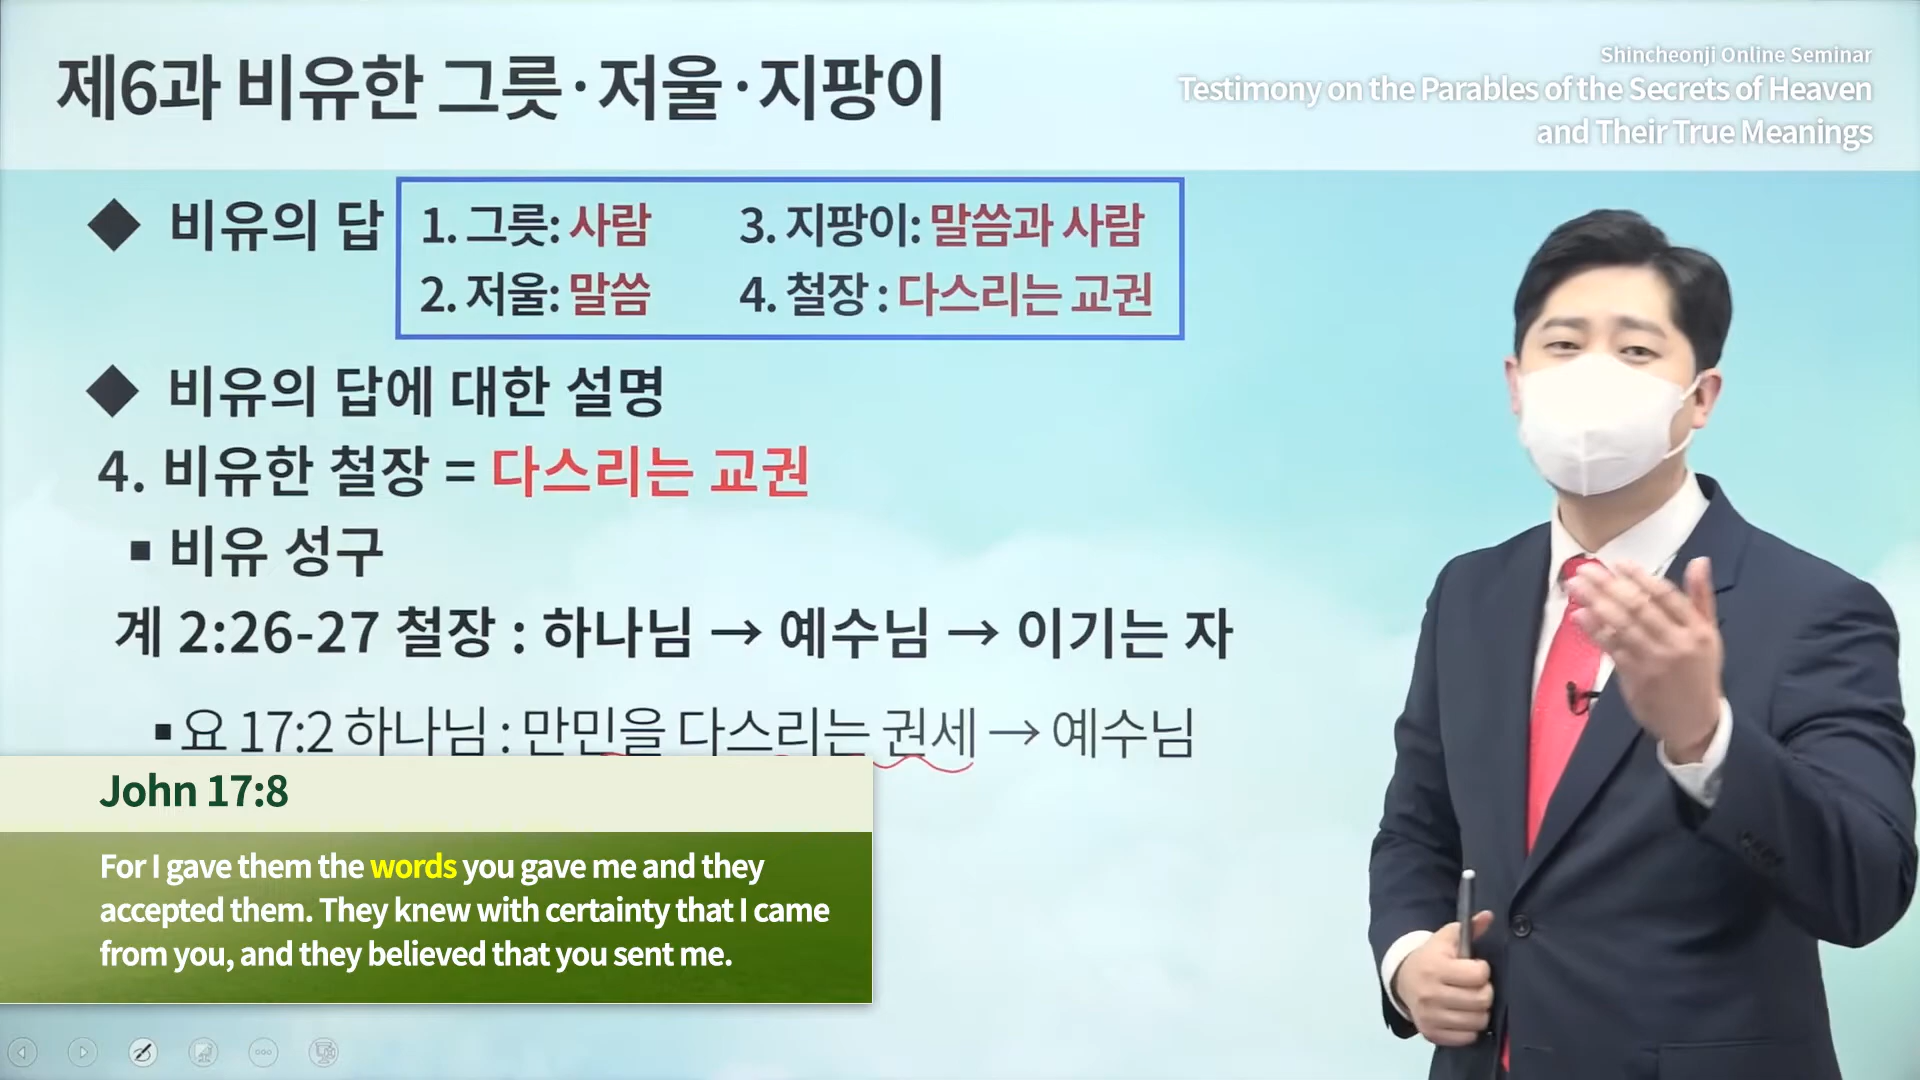 제6과 비유한 그릇·저울·지팡이
Shincheonji Online Seminar
Testimony on the Parables of the Secrets of Heaven
and Their True Meanings
◆ 비유의 답
1. 그릇: 사람
3. 지팡이: 말씀과 사람
2. 저울: 말씀
4. 철장 : 다스리는 교권
◆ 비유의 답에 대한 설명
4. 비유한 철장 = 다스리는 교권
▪ 비유 성구
계 2:26-27 철장 : 하나님 → 예수님 → 이기는 자
▪요 17:2 하나님 : 만민을 다스리는 권세 → 예수님
John 17:8
For I gave them the words you gave me and they
accepted them. They knew with certainty that I came
from you, and they believed that you sent me.